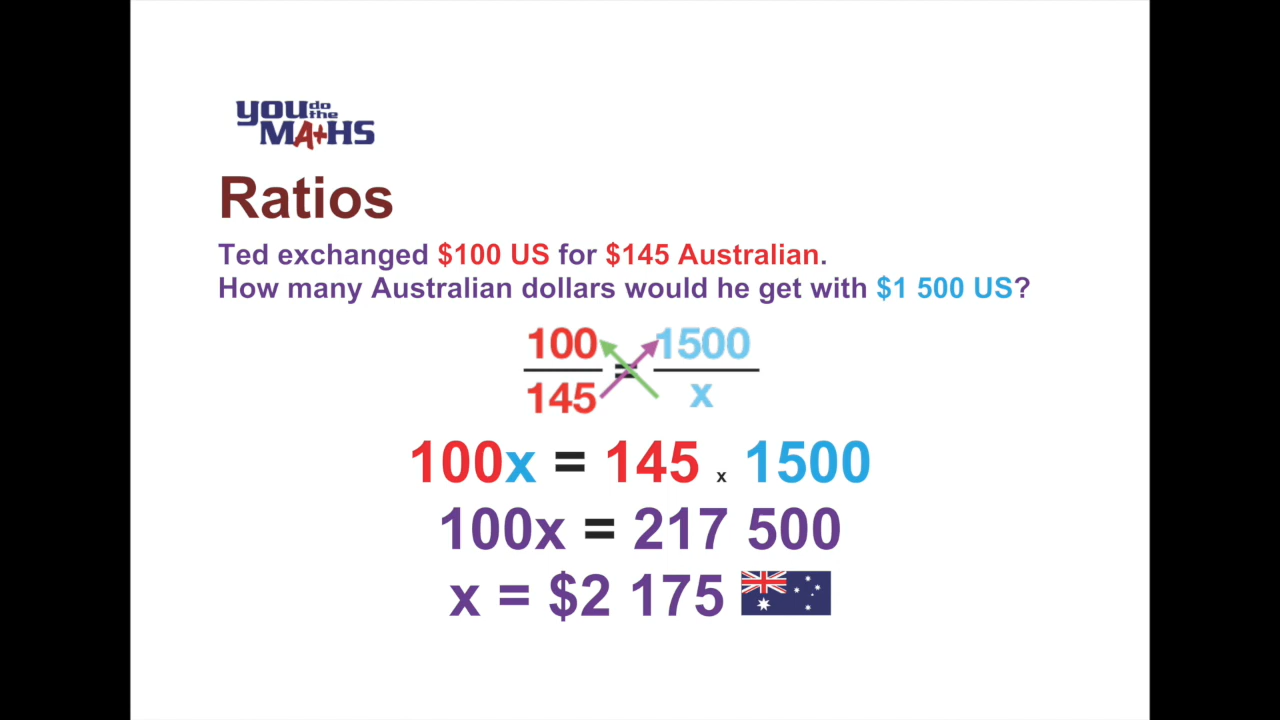 you do the MA+HS
Ratios
Ted exchanged $100 US for $145 Australian.
How many Australian dollars would he get with $1 500 US?
100 = 1500
145 x
100x = 145 x 1500
100x = 217 500
x = $2 175